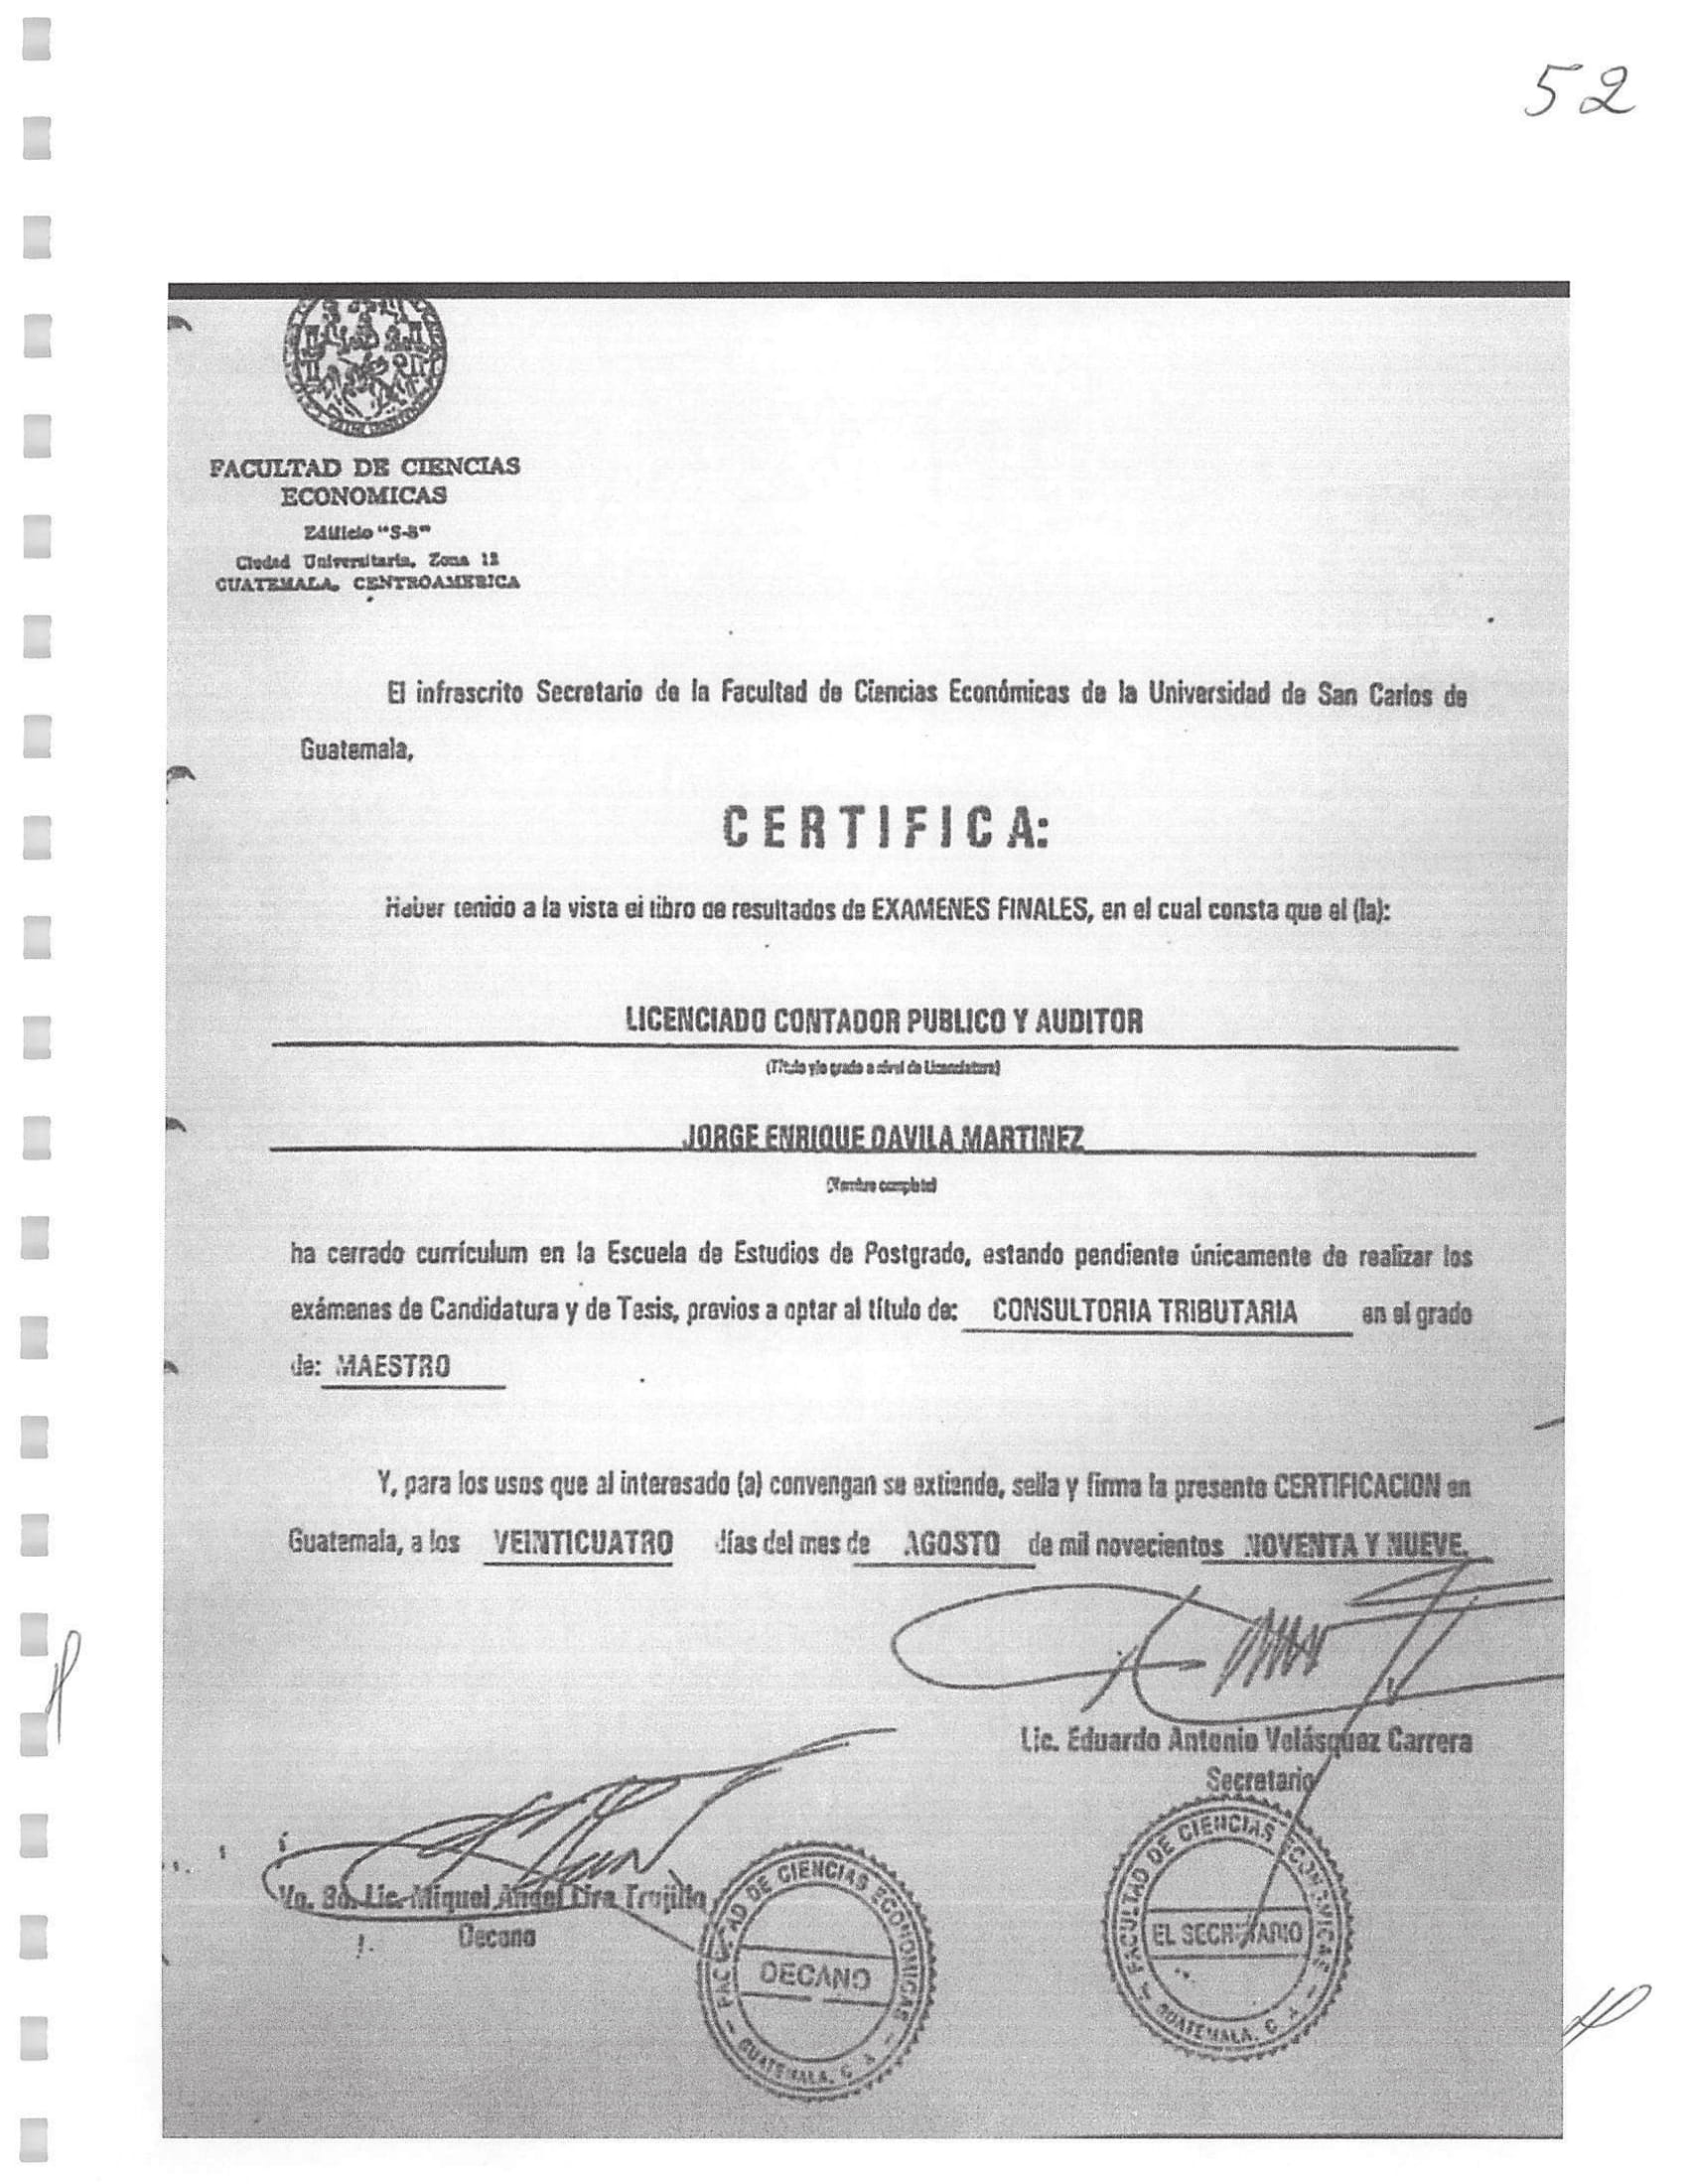 52
FACULTAD DE CIENCIAS
ECONOMICAS
Edificio "S-8"
Ciudad Universitaria, Zona 12
GUATEMALA, CENTROAMERICA
El infrascrito Secretario de la Facultad de Ciencias Económicas de la Universidad de San Carlos de
Guatemala,
CERTIFICA:
Haber tenido a la vista el libro de resultados de EXAMENES FINALES, en el cual consta que el (la):
LICENCIADO CONTADOR PUBLICO Y AUDITOR
(Título y/o grado a nivel de Licenciatura)
JORGE ENRIQUE DAVILA MARTINEZ
(Nombre completo)
ha cerrado currículum en la Escuela de Estudios de Postgrado, estando pendiente únicamente de realizar los
exámenes de Candidatura y de Tesis, previos a optar al título de: CONSULTORIA TRIBUTARIA en el grado
de: MAESTRO
Y, para los usos que al interesado (a) convengan se extiende, sella y firma la presente CERTIFICACION en
Guatemala, a los VEINTICUATRO días del mes de AGOSTO de mil novecientos NOVENTA Y NUEVE.
Lic. Eduardo Antonio Velásquez Carrera
Secretario
Vo. Bo. Lic. Miguel Angel Lira Trujillo
Decano
FACULTAD DE CIENCIAS ECONOMICAS
DECANO
GUATEMALA, C. A.
FACULTAD DE CIENCIAS ECONOMICAS
EL SECRETARIO
GUATEMALA, C. A.